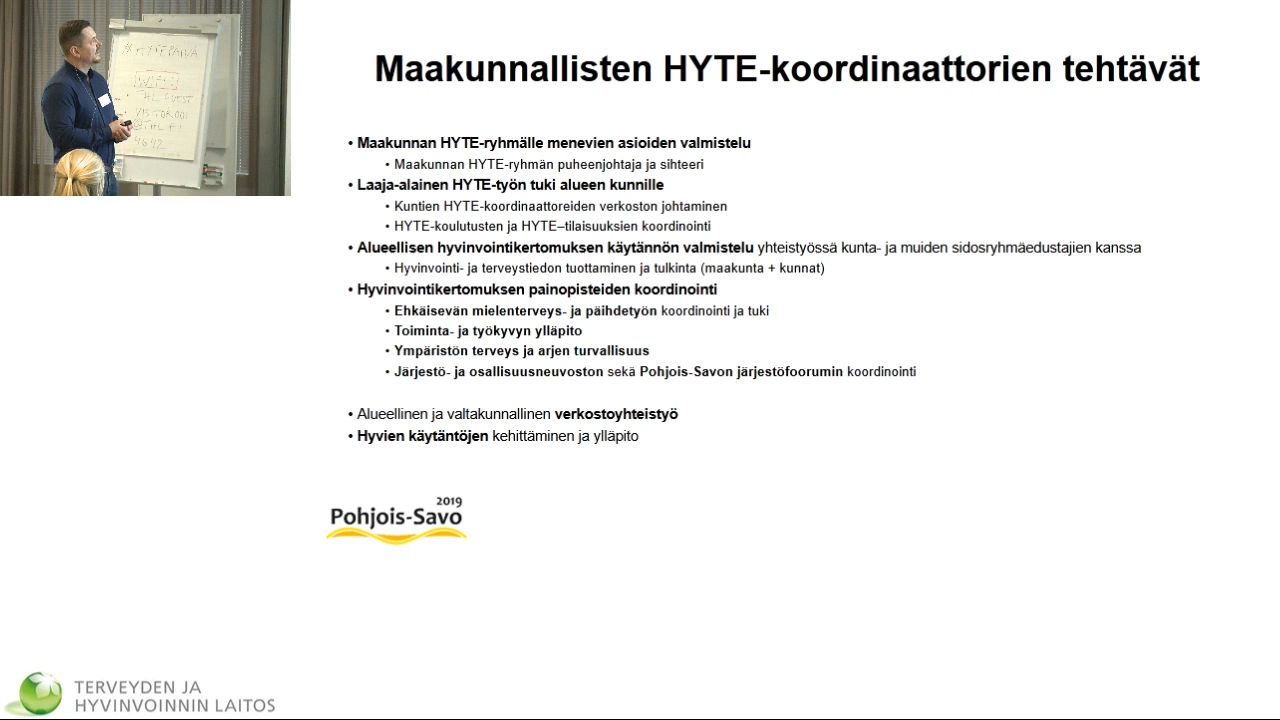 # HYTEPÄIVÄ
WIFI:
THL GUEST
Maakunnallisten HYTE-koordinaattorien tehtävät
• Maakunnan HYTE-ryhmälle menevien asioiden valmistelu
• Maakunnan HYTE-ryhmän puheenjohtaja ja sihteeri
• Laaja-alainen HYTE-työn tuki alueen kunnille
• Kuntien HYTE-koordinaattoreiden verkoston johtaminen
• HYTE-koulutusten ja HYTE–tilaisuuksien koordinointi
• Alueellisen hyvinvointikertomuksen käytännön valmistelu yhteistyössä kunta- ja muiden sidosryhmäedustajien kanssa
• Hyvinvointi- ja terveystiedon tuottaminen ja tulkinta (maakunta + kunnat)
• Hyvinvointikertomuksen painopisteiden koordinointi
• Ehkäisevän mielenterveys- ja päihdetyön koordinointi ja tuki
• Toiminta- ja työkyvyn ylläpito
• Ympäristön terveys ja arjen turvallisuus
• Järjestö- ja osallisuusneuvoston sekä Pohjois-Savon järjestöfoorumin koordinointi
• Alueellinen ja valtakunnallinen verkostoyhteistyö
• Hyvien käytäntöjen kehittäminen ja ylläpito
2019
Pohjois-Savo
TERVEYDEN JA
HYVINVOINNIN LAITOS